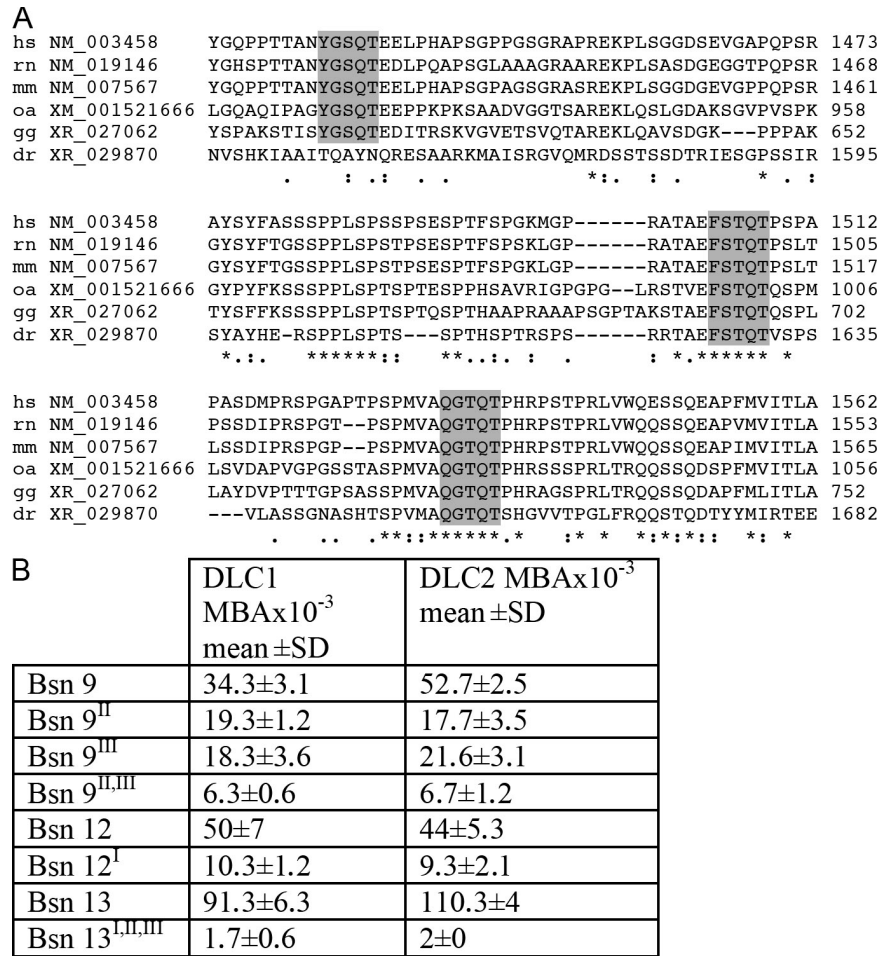 A
hs NM_003458 YGQPPTTANYGSQTEELPHAPSGPPGSGRAPREKPLSGGDSEVGAPQPSR 1473
rn NM_019146 YGHSPTTANYGSQTEDLPQAPSGLAAAGRAAREKPLSASDGEGGTPQPSR 1468
mm NM_007567 YGQPPTTANYGSQTEELPHAPSGPAGSGRASREKPLSGGDGEVGPPQPSR 1461
oa XM_001521666 LGQAQIPAGYGSQTEEPPKPKSAADVGGTSAREKLQSLGDAKSGVPVSPK 958
gg XR_027062 YSPAKSTISYGSQTEDITRSKVGVETSVQTAREKLQAVSDGK---PPPAK 652
dr XR_029870 NVSHKIAAITQAYNQRESAARKMAISRGVQMRDSSTSSDTRIESGPSSIR 1595
. : : . . *:. : . * . :
hs NM_003458 AYSYFASSSPPLSPSSPSESPTFSPGKMGP------RATAEFSTQTPSPA 1512
rn NM_019146 GYSYFTGSSPPLSPSTPSESPTFSPSKLGP------RATAEFSTQTPSLT 1505
mm NM_007567 GYSYFTGSSPPLSPSTPSESPTFSPGKLGP------RATAEFSTQTPSLT 1517
oa XM_001521666 GYPYFKSSSPPLSPTSPTESPPHSAVRIGPGPG--LRSTVEFSTQTQSPM 1006
gg XR_027062 TYSFFKSSSPPLSPTSPTQSPTHAAPRAAAPSGPTAKSTAEFSTQTQSPL 702
dr XR_029870 SYAYHE-RSPPLSPTS---SPTHSPTRSPS------RRTAEFSTQTVSPS 1635
*.:. ******:: **..:. . : *.****** *
hs NM_003458 PASDMPRSPGAPTPSPMVAQGTQTPHRPSTPRLVWQESSQEAPFMVITLA 1562
rn NM_019146 PSSDIPRSPGT--PSPMVAQGTQTPHRPSTPRLVWQQSSQEAPVMVITLA 1553
mm NM_007567 LSSDIPRSPGP--PSPMVAQGTQTPHRPSTPRLVWQQSSQEAPIMVITLA 1565
oa XM_001521666 LSVDAPVGPGSSTASPMVAQGTQTPHRSSSPRLTRQQSSQDSPFMVITLA 1056
gg XR_027062 LAYDVPTTTGPSASSPMVAQGTQTPHRAGSPRLTRQQSSQDAPFMLITLA 752
dr XR_029870 ---VLASSGNASHTSPVMAQGTQTSHGVVTPGLFRQQSTQDTYYMIRTEE 1682
. .. .**::****** * :* * *:*:*:: *: *
B
DLC1 MBAx10⁻³ mean ±SD DLC2 MBAx10⁻³ mean ±SD
Bsn 9 34.3±3.1 52.7±2.5
Bsn 9ᴵᴵ 19.3±1.2 17.7±3.5
Bsn 9ᴵᴵᴵ 18.3±3.6 21.6±3.1
Bsn 9ᴵᴵ,ᴵᴵᴵ 6.3±0.6 6.7±1.2
Bsn 12 50±7 44±5.3
Bsn 12ᴵ 10.3±1.2 9.3±2.1
Bsn 13 91.3±6.3 110.3±4
Bsn 13ᴵ,ᴵᴵ,ᴵᴵᴵ 1.7±0.6 2±0